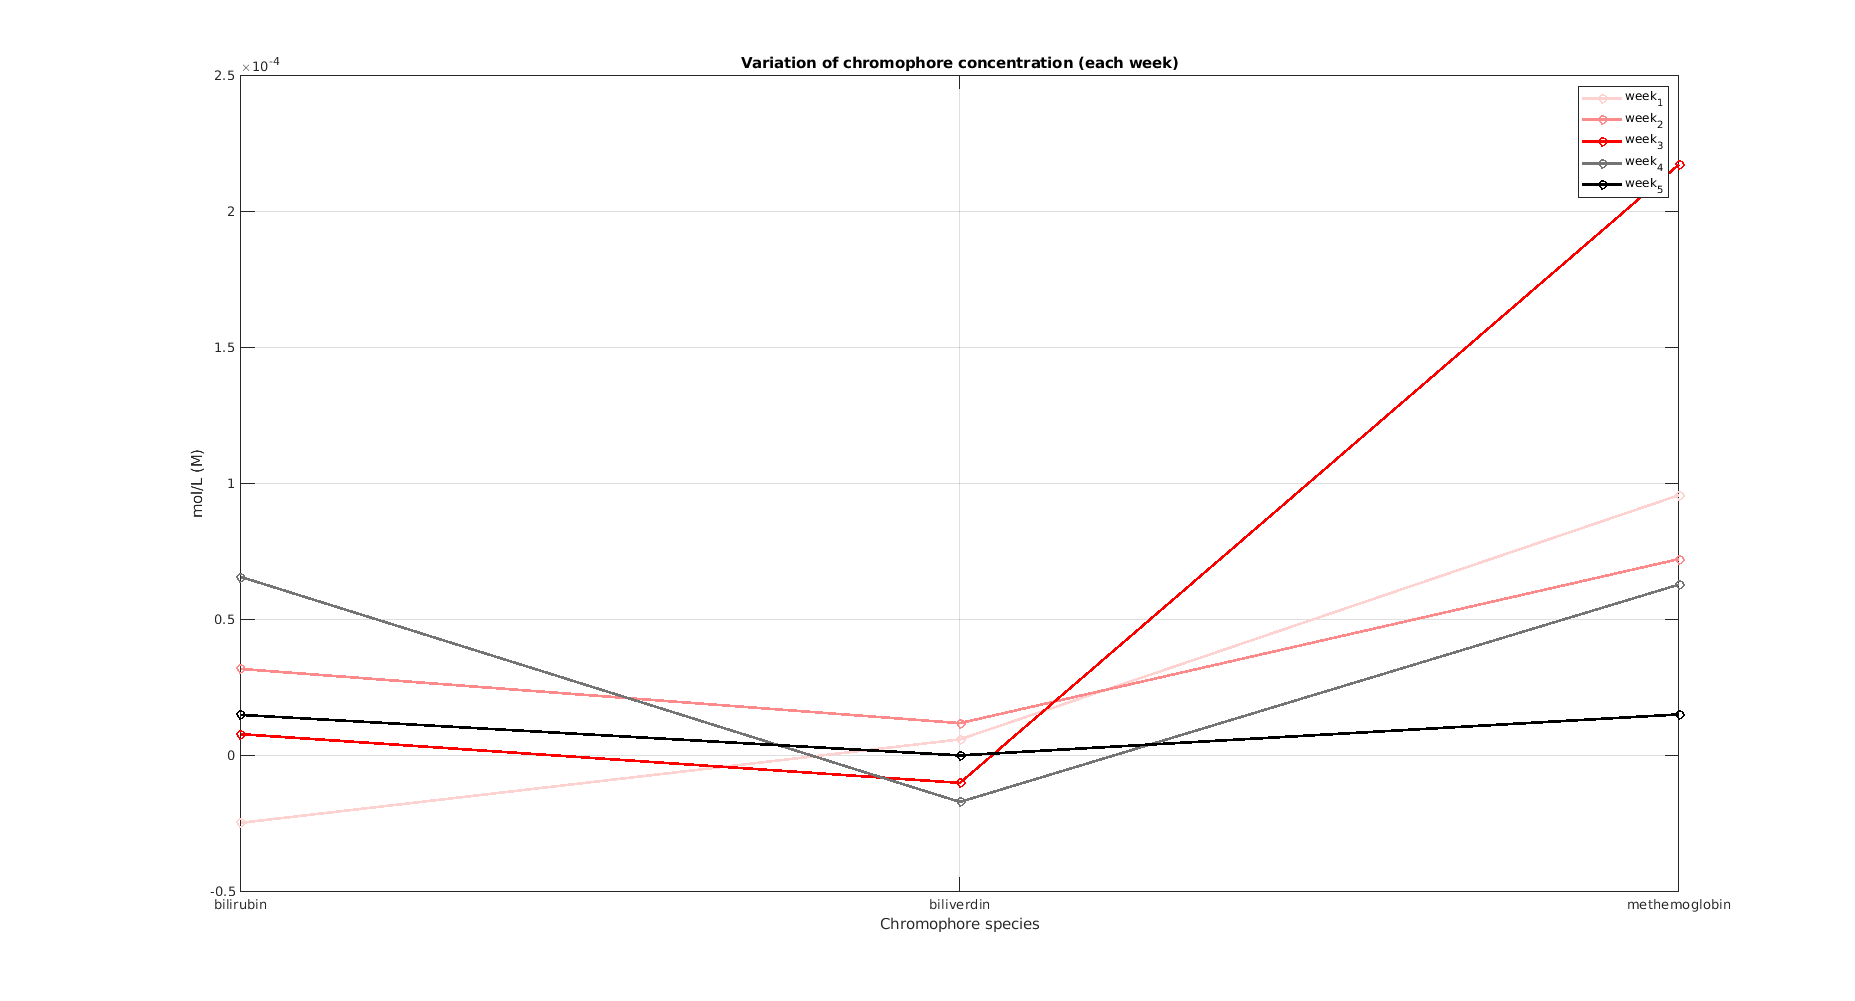 Variation of chromophore concentration (each week)
×10-4
2.5
2
1.5
1
0.5
0
-0.5
mol/L (M)
week1
week2
week3
week4
week5
bilirubin
biliverdin
methemoglobin
Chromophore species